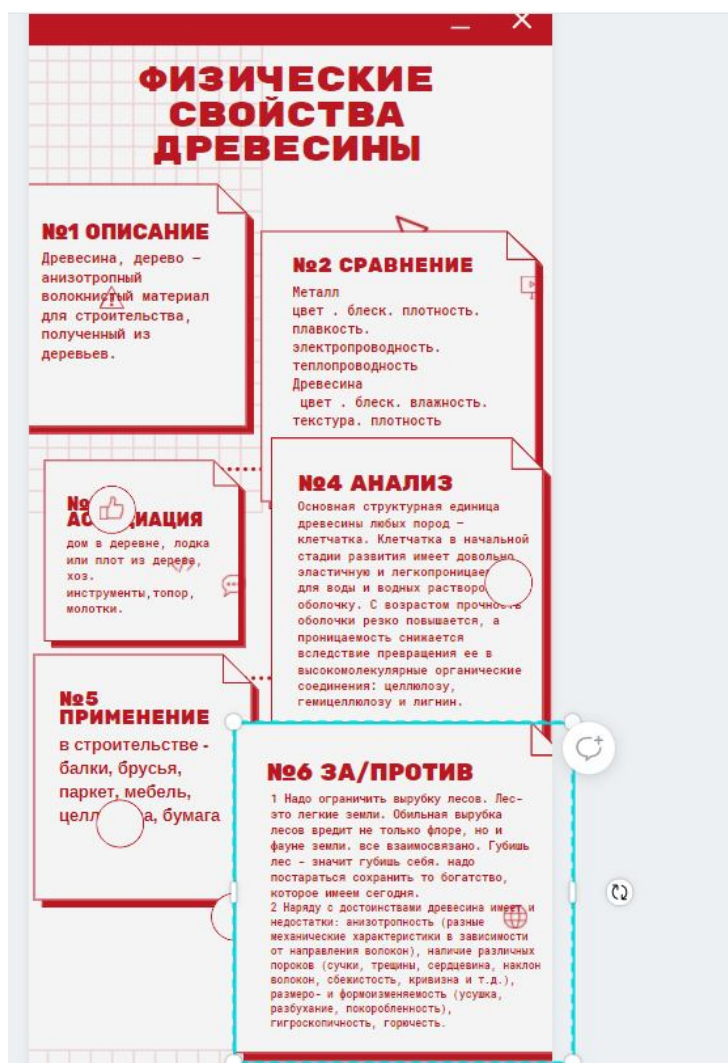 ФИЗИЧЕСКИЕ
СВОЙСТВА
ДРЕВЕСИНЫ
№1 ОПИСАНИЕ
Древесина, дерево –
анизотропный
волокнистый материал
для строительства,
полученный из
деревьев.
№2 СРАВНЕНИЕ
Металл
цвет . блеск. плотность.
плавкость.
электропроводность.
теплопроводность
Древесина
цвет . блеск. влажность.
текстура. плотность
дом в деревне, лодка
или плот из дерева,
хоз.
инструменты,топор,
молотки.
№4 АНАЛИЗ
Основная структурная единица
древесины любых пород –
клетчатка. Клетчатка в начальной
стадии развития имеет довольно
эластичную и
для воды и водных
оболочку. С возрастом прочность
оболочки резко повышается, а
проницаемость снижается
вследствие превращения ее в
высокомолекулярные органические
соединения: целлюлозу,
гемицеллюлозу и лигнин.
№5
ПРИМЕНЕНИЕ
в строительстве -
балки, брусья,
паркет, мебель,
бумага
№6 ЗА/ПРОТИВ
1 Надо ограничить вырубку лесов. Лес-
это легкие земли. Обильная вырубка
лесов вредит не только флоре, но и
фауне земли. все взаимосвязано. Губишь
лес - значит губишь себя. надо
постараться сохранить то богатство,
которое имеем сегодня.
2 Наряду с достоинствами древесина имеет и
недостатки: анизотропность (разные
механические характеристики в зависимости
от направления волокон), наличие различных
пороков (сучки, трещины, сердцевина, наклон
волокон, сбежистость, кривизна и т.д.),
размеро- и формоизменяемость (усушка,
разбухание, покоробленность),
гигроскопичность, горючесть.